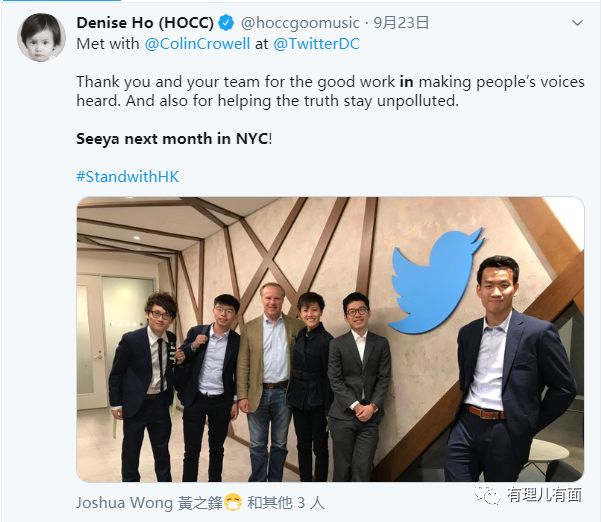 Denise Ho (HOCC) @hoccgoomusic · 9月23日
Met with @ColinCrowell at @TwitterDC
Thank you and your team for the good work in making people's voices
heard. And also for helping the truth stay unpolluted.
Seeya next month in NYC!
#StandwithHK
Joshua Wong 黃之鋒😷 和其他 3 人
有理儿有面